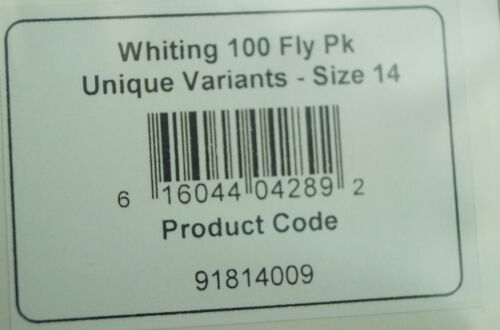 Whiting 100 Fly Pk
Unique Variants - Size 14
6 16044 04289 2
Product Code
91814009